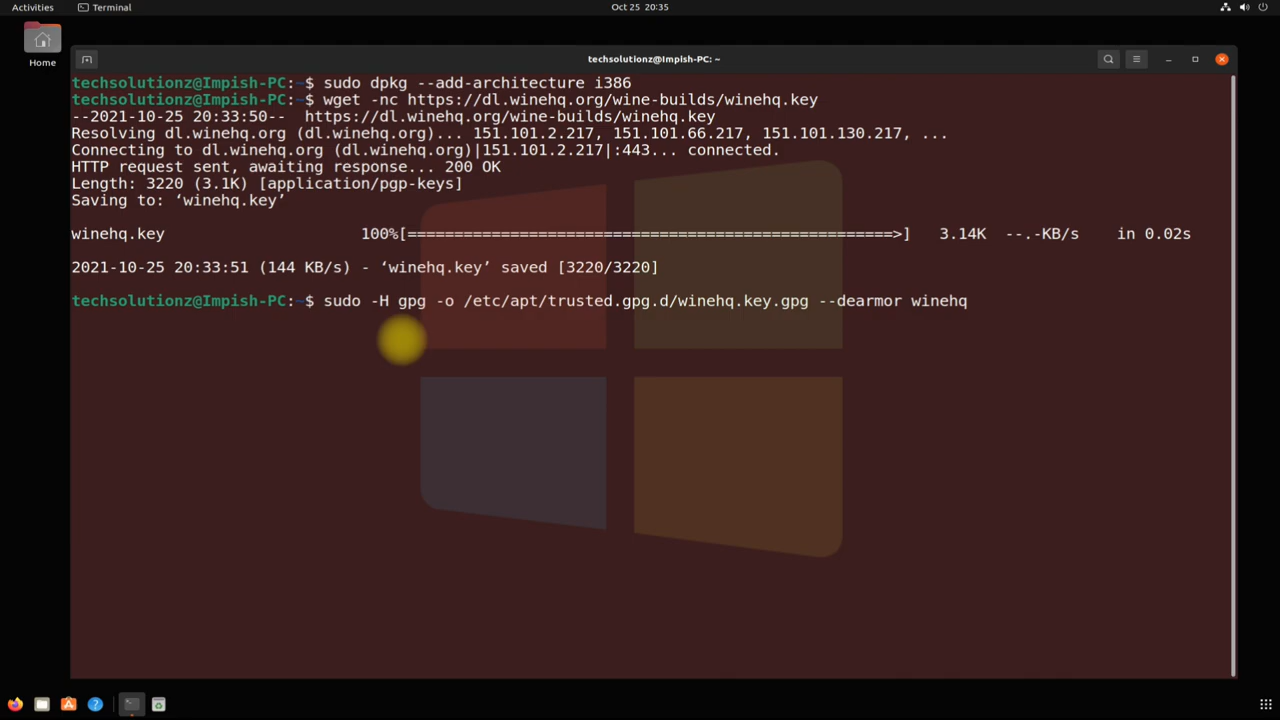 Activities
Terminal
Oct 25 20:35
Home
techsolutionz@Impish-PC: ~
techsolutionz@Impish-PC:~$ sudo dpkg --add-architecture i386
techsolutionz@Impish-PC:~$ wget -nc https://dl.winehq.org/wine-builds/winehq.key
--2021-10-25 20:33:50--  https://dl.winehq.org/wine-builds/winehq.key
Resolving dl.winehq.org (dl.winehq.org)... 151.101.2.217, 151.101.66.217, 151.101.130.217, ...
Connecting to dl.winehq.org (dl.winehq.org)|151.101.2.217|:443... connected.
HTTP request sent, awaiting response... 200 OK
Length: 3220 (3.1K) [application/pgp-keys]
Saving to: ‘winehq.key’
winehq.key                     100%[====================================================>]   3.14K  --.-KB/s    in 0.02s
2021-10-25 20:33:51 (144 KB/s) - ‘winehq.key’ saved [3220/3220]
techsolutionz@Impish-PC:~$ sudo -H gpg -o /etc/apt/trusted.gpg.d/winehq.key.gpg --dearmor winehq